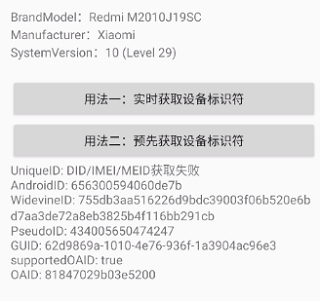 BrandModel：Redmi M2010J19SC
Manufacturer：Xiaomi
SystemVersion：10 (Level 29)
用法一：实时获取设备标识符
用法二：预先获取设备标识符
UniqueID: DID/IMEI/MEID获取失败
AndroidID: 656300594060de7b
WidevineID: 755db3aa516226d9bdc39003f06b520e6b
d7aa3de72a8eb3825b4f116bb291cb
PseudoID: 434005650474247
GUID: 62d9869a-1010-4e76-936f-1a3904ac96e3
supportedOAID: true
OAID: 81847029b03e5200